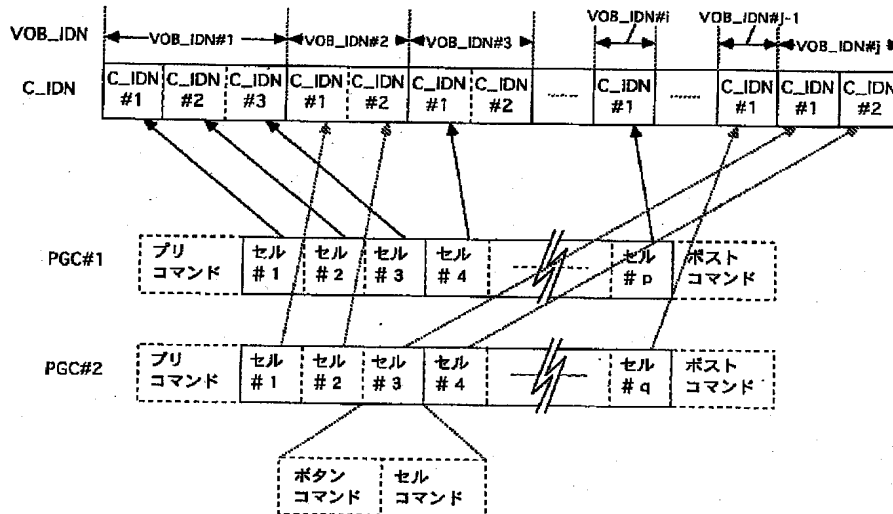 VOB_IDN VOB_IDN#1 VOB_IDN#2 VOB_IDN#3 VOB_IDN#i VOB_IDN#j-1 VOB_IDN#j
C_IDN C_IDN C_IDN C_IDN C_IDN C_IDN C_IDN C_IDN C_IDN C_IDN C_IDN C_IDN
#1 #2 #3 #1 #2 #1 #2 #1 #1 #1 #2
PGC#1 プリ セル セル セル セル セル ポスト
コマンド #1 #2 #3 #4 #p コマンド
PGC#2 プリ セル セル セル セル セル ポスト
コマンド #1 #2 #3 #4 #q コマンド
ボタン セル
コマンド コマンド